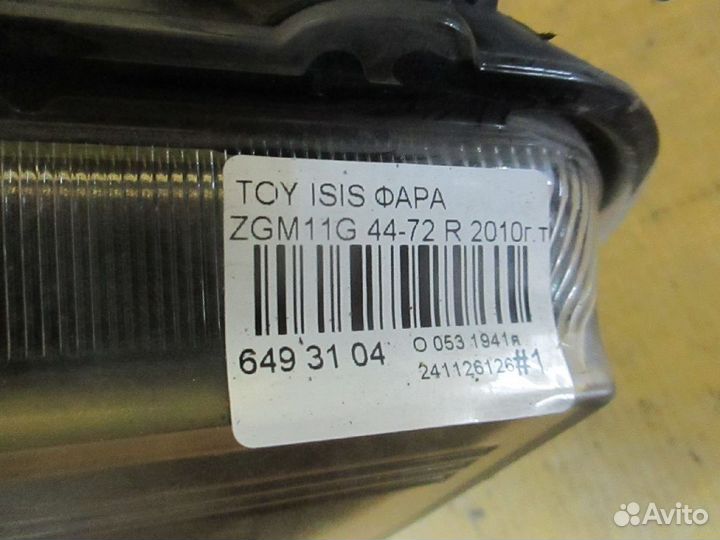 TOY ISIS ФАРА
ZGM11G 44-72 R 2010г.т
649 31 04
О 053 1941я
241126126#1
Avito